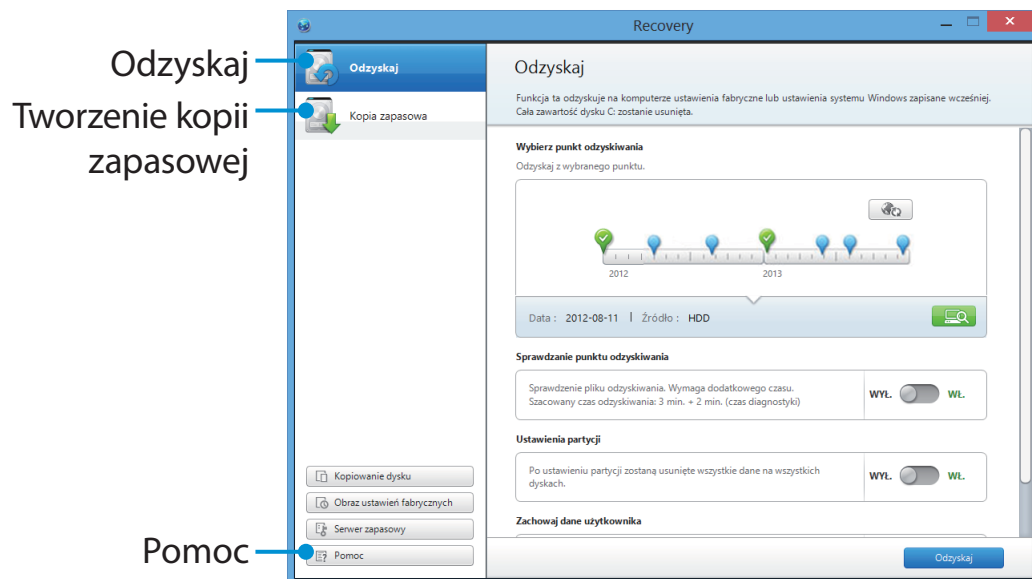 Recovery
Odzyskaj
Tworzenie kopii
zapasowej
Pomoc
Odzyskaj
Kopia zapasowa
Kopiowanie dysku
Obraz ustawień fabrycznych
Serwer zapasowy
Pomoc
Odzyskaj
Funkcja ta odzyskuje na komputerze ustawienia fabryczne lub ustawienia systemu Windows zapisane wcześniej.
Cała zawartość dysku C: zostanie usunięta.
Wybierz punkt odzyskiwania
Odzyskaj z wybranego punktu.
2012 2013
Data : 2012-08-11 | Źródło : HDD
Sprawdzanie punktu odzyskiwania
Sprawdzenie pliku odzyskiwania. Wymaga dodatkowego czasu.
Szacowany czas odzyskiwania: 3 min. + 2 min. (czas diagnostyki)
WYŁ. WŁ.
Ustawienia partycji
Po ustawieniu partycji zostaną usunięte wszystkie dane na wszystkich
dyskach.
WYŁ. WŁ.
Zachowaj dane użytkownika
Odzyskaj